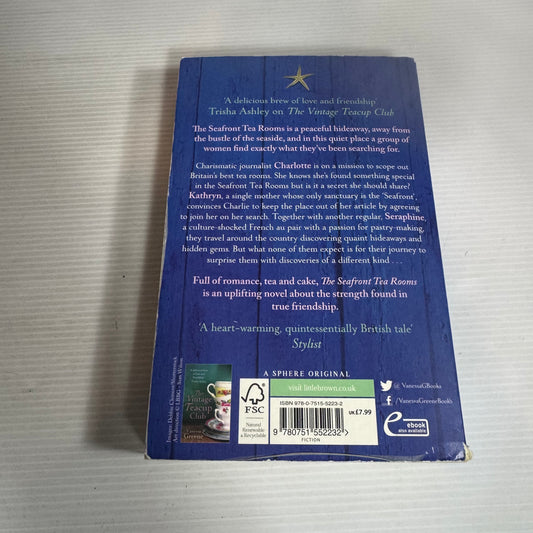 'A delicious brew of love and friendship'
Trisha Ashley on The Vintage Teacup Club
The Seafront Tea Rooms is a peaceful hideaway, away from
the bustle of the seaside, and in this quiet place a group of
women find exactly what they've been searching for.
Charismatic journalist Charlotte is on a mission to scope out
Britain's best tea rooms. She knows she's found something special
in the Seafront Tea Rooms but is it a secret she should share?
Kathryn, a single mother whose only sanctuary is the 'Seafront',
convinces Charlie to keep the place out of her article by agreeing
to join her on her search. Together with another regular, Seraphine,
a culture-shocked French au pair with a passion for pastry-making,
they travel around the country discovering quaint hideaways and
hidden gems. But what none of them expect is for their journey to
surprise them with discoveries of a different kind . . .
Full of romance, tea and cake, The Seafront Tea Rooms
is an uplifting novel about the strength found in
true friendship.
'A heart-warming, quintessentially British tale'
Stylist
A SPHERE ORIGINAL
visit littlebrown.co.uk
The
Vintage
Teacup
Club
Greene
FSC
Natural
Renewable
& Recyclable
ISBN 978-0-7515-5223-2
UK £7.99
9 780751 552232 >
FICTION
/VanessaGBooks
/VanessaGreeneBooks
ebook
also available